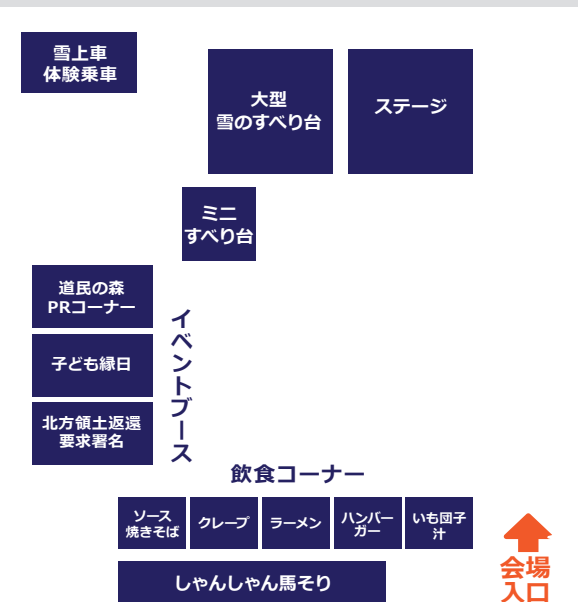 雪上車
体験乗車
大型
雪のすべり台
ステージ
ミニ
すべり台
道民の森
PRコーナー
子ども縁日
北方領土返還
要求署名
イベントブース
飲食コーナー
ソース
焼きそば
クレープ
ラーメン
ハンバー
ガー
いも団子
汁
しゃんしゃん馬そり
会場
入口